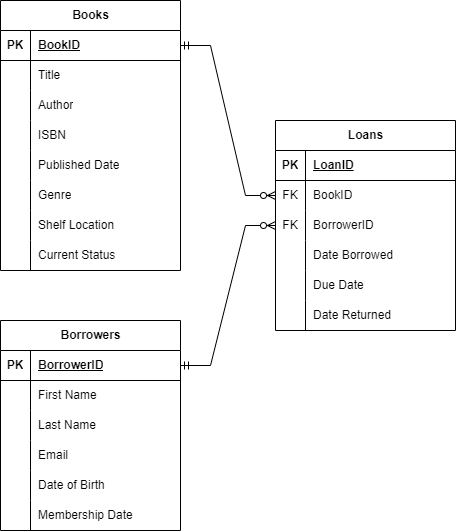 Books
PK BookID
Title
Author
ISBN
Published Date
Genre
Shelf Location
Current Status
Loans
PK LoanID
FK BookID
FK BorrowerID
Date Borrowed
Due Date
Date Returned
Borrowers
PK BorrowerID
First Name
Last Name
Email
Date of Birth
Membership Date